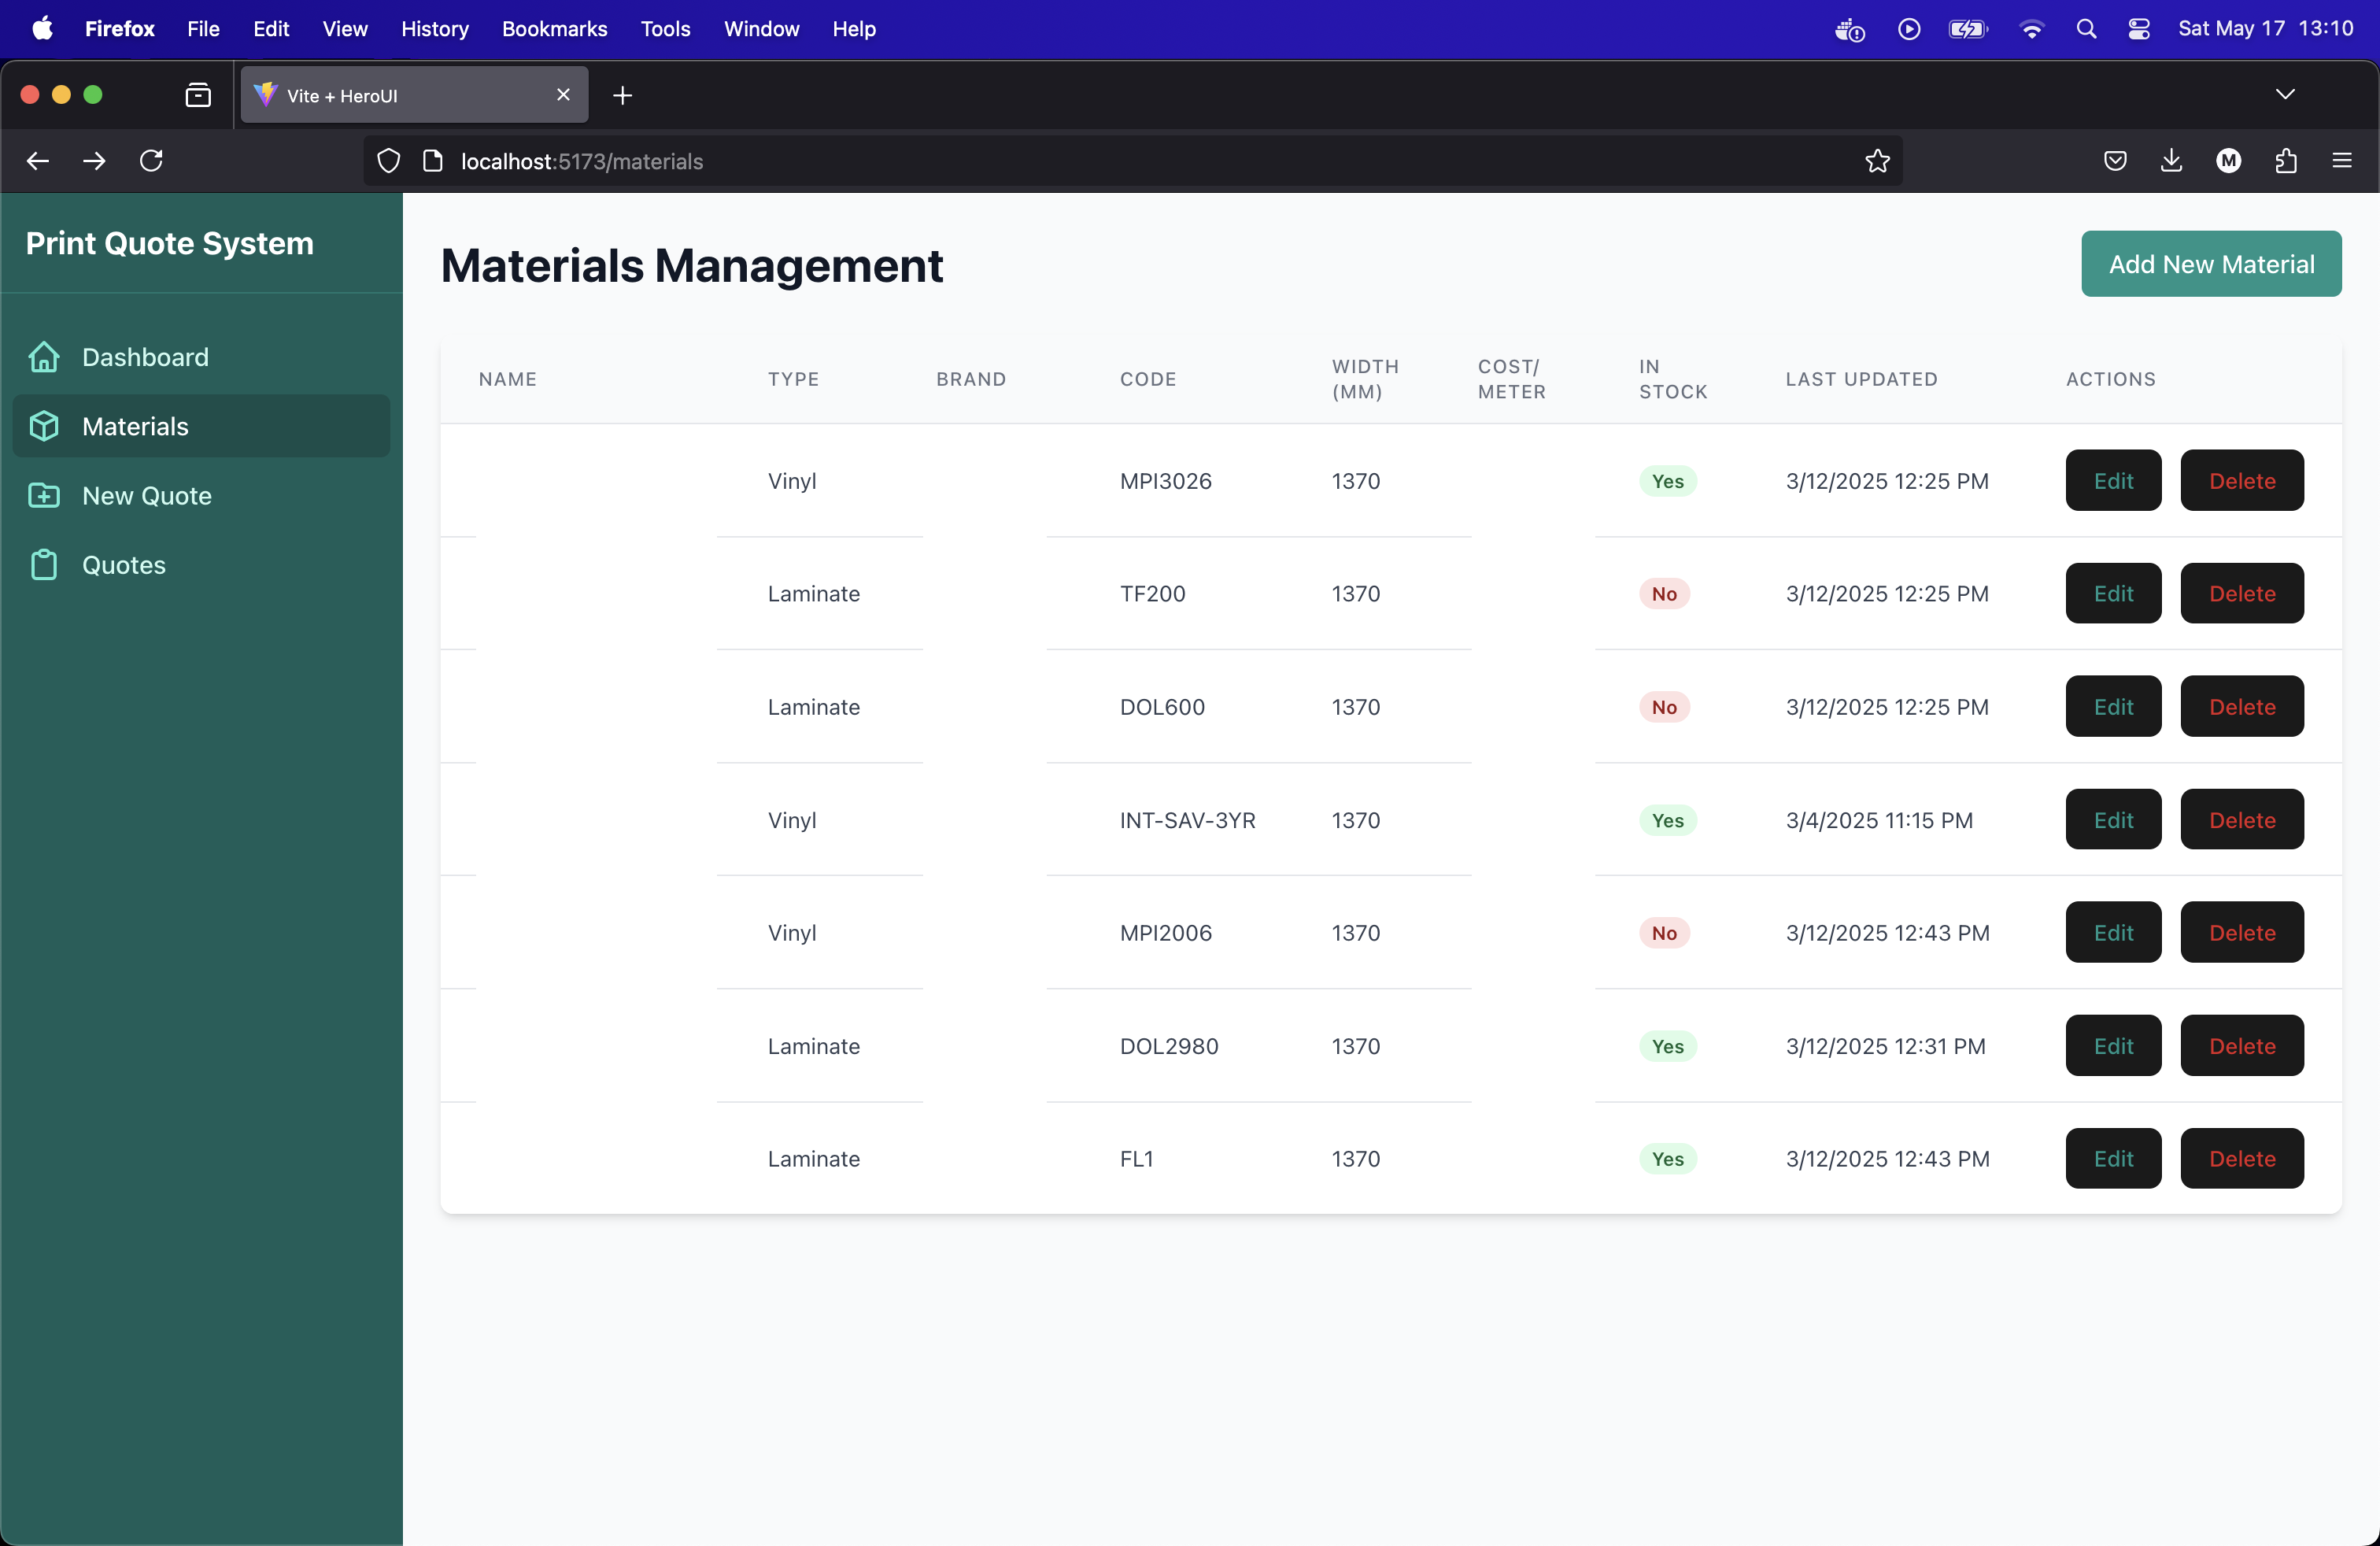 Firefox File Edit View History Bookmarks Tools Window Help Sat May 17 13:10
Vite + HeroUI
localhost:5173/materials M
Print Quote System
Dashboard
Materials
New Quote
Quotes
Materials Management Add New Material
NAME TYPE BRAND CODE WIDTH (MM) COST/ METER IN STOCK LAST UPDATED ACTIONS
Vinyl MPI3026 1370 Yes 3/12/2025 12:25 PM Edit Delete
Laminate TF200 1370 No 3/12/2025 12:25 PM Edit Delete
Laminate DOL600 1370 No 3/12/2025 12:25 PM Edit Delete
Vinyl INT-SAV-3YR 1370 Yes 3/4/2025 11:15 PM Edit Delete
Vinyl MPI2006 1370 No 3/12/2025 12:43 PM Edit Delete
Laminate DOL2980 1370 Yes 3/12/2025 12:31 PM Edit Delete
Laminate FL1 1370 Yes 3/12/2025 12:43 PM Edit Delete